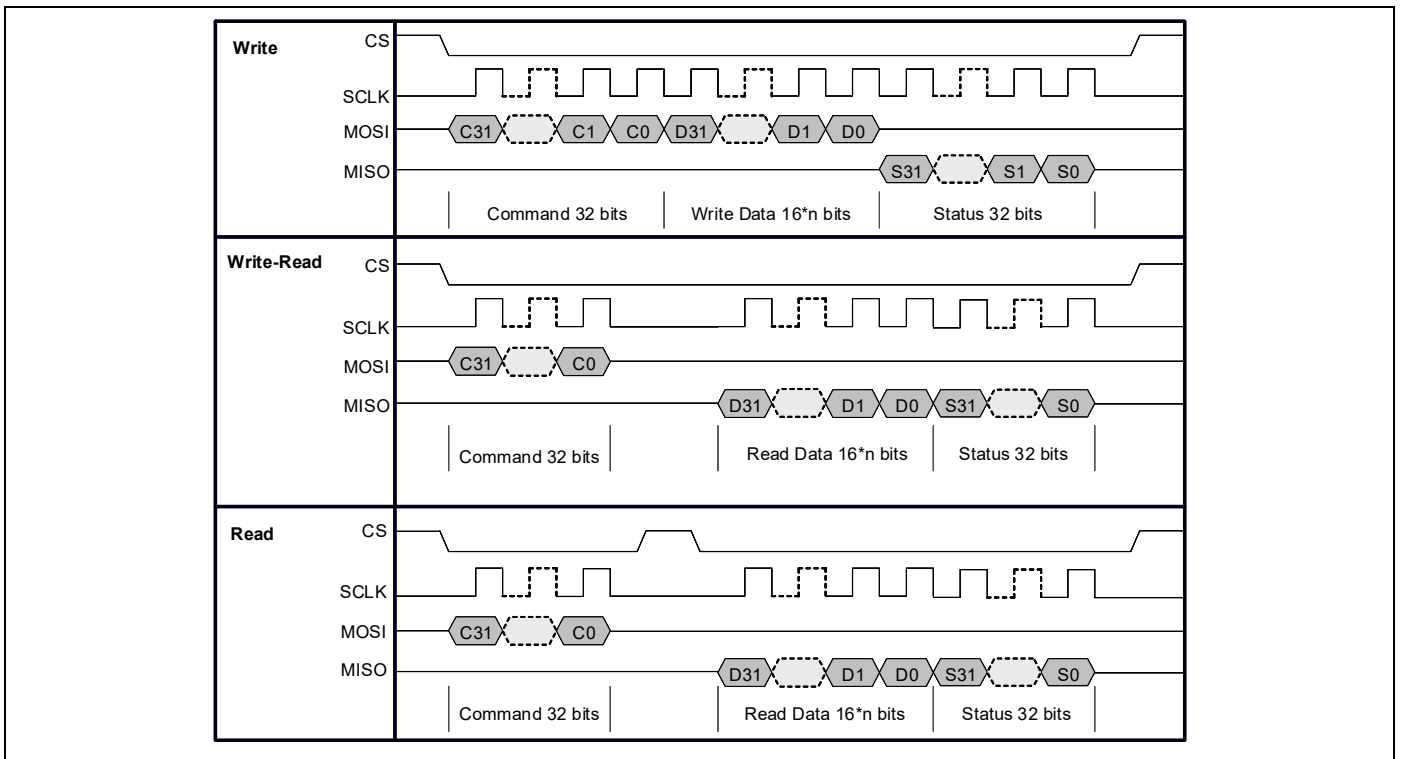 Write
CS
SCLK
MOSI C31 C1 C0 D31 D1 D0
MISO S31 S1 S0
Command 32 bits Write Data 16*n bits Status 32 bits
Write-Read CS
SCLK
MOSI C31 C0
MISO D31 D1 D0 S31 S0
Command 32 bits Read Data 16*n bits Status 32 bits
Read CS
SCLK
MOSI C31 C0
MISO D31 D1 D0 S31 S0
Command 32 bits Read Data 16*n bits Status 32 bits